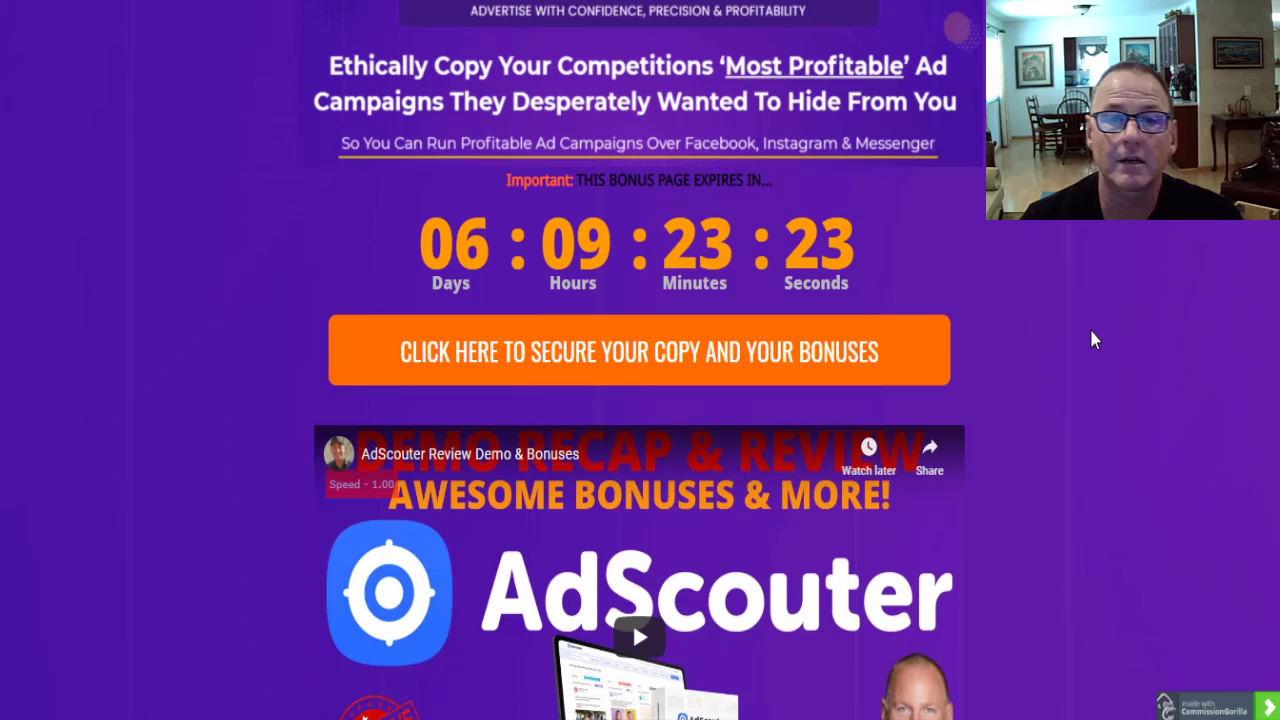 ADVERTISE WITH CONFIDENCE, PRECISION & PROFITABILITY
Ethically Copy Your Competitions ‘Most Profitable’ Ad
Campaigns They Desperately Wanted To Hide From You
So You Can Run Profitable Ad Campaigns Over Facebook, Instagram & Messenger
Important: THIS BONUS PAGE EXPIRES IN...
06 : 09 : 23 : 23
Days Hours Minutes Seconds
CLICK HERE TO SECURE YOUR COPY AND YOUR BONUSES
DEMO RECAP & REVIEW
AdScouter Review Demo & Bonuses
Watch later Share
Speed - 1.00
AWESOME BONUSES & MORE!
AdScouter
AdScouter
made with
CommissionGorilla